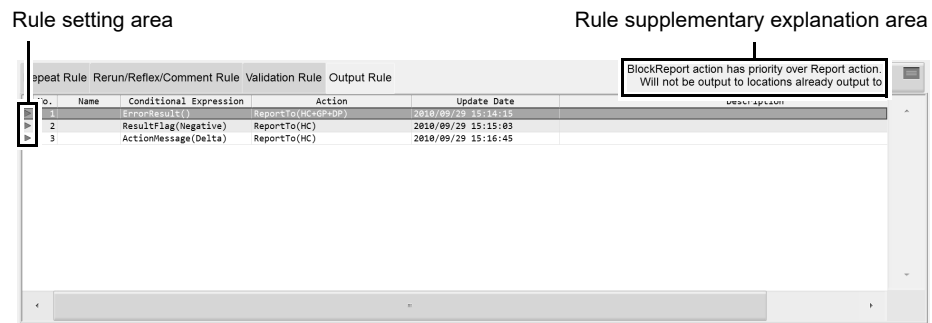 Rule setting area
Rule supplementary explanation area
BlockReport action has priority over Report action.
Will not be output to locations already output to
epeat Rule Rerun/Reflex/Comment Rule Validation Rule Output Rule
o. Name Conditional Expression Action Update Date Description
1 ErrorResult() ReportTo(HC+GP+DP) 2010/09/29 15:14:15
2 ResultFlag(Negative) ReportTo(HC) 2010/09/29 15:15:03
3 ActionMessage(Delta) ReportTo(HC) 2010/09/29 15:16:45